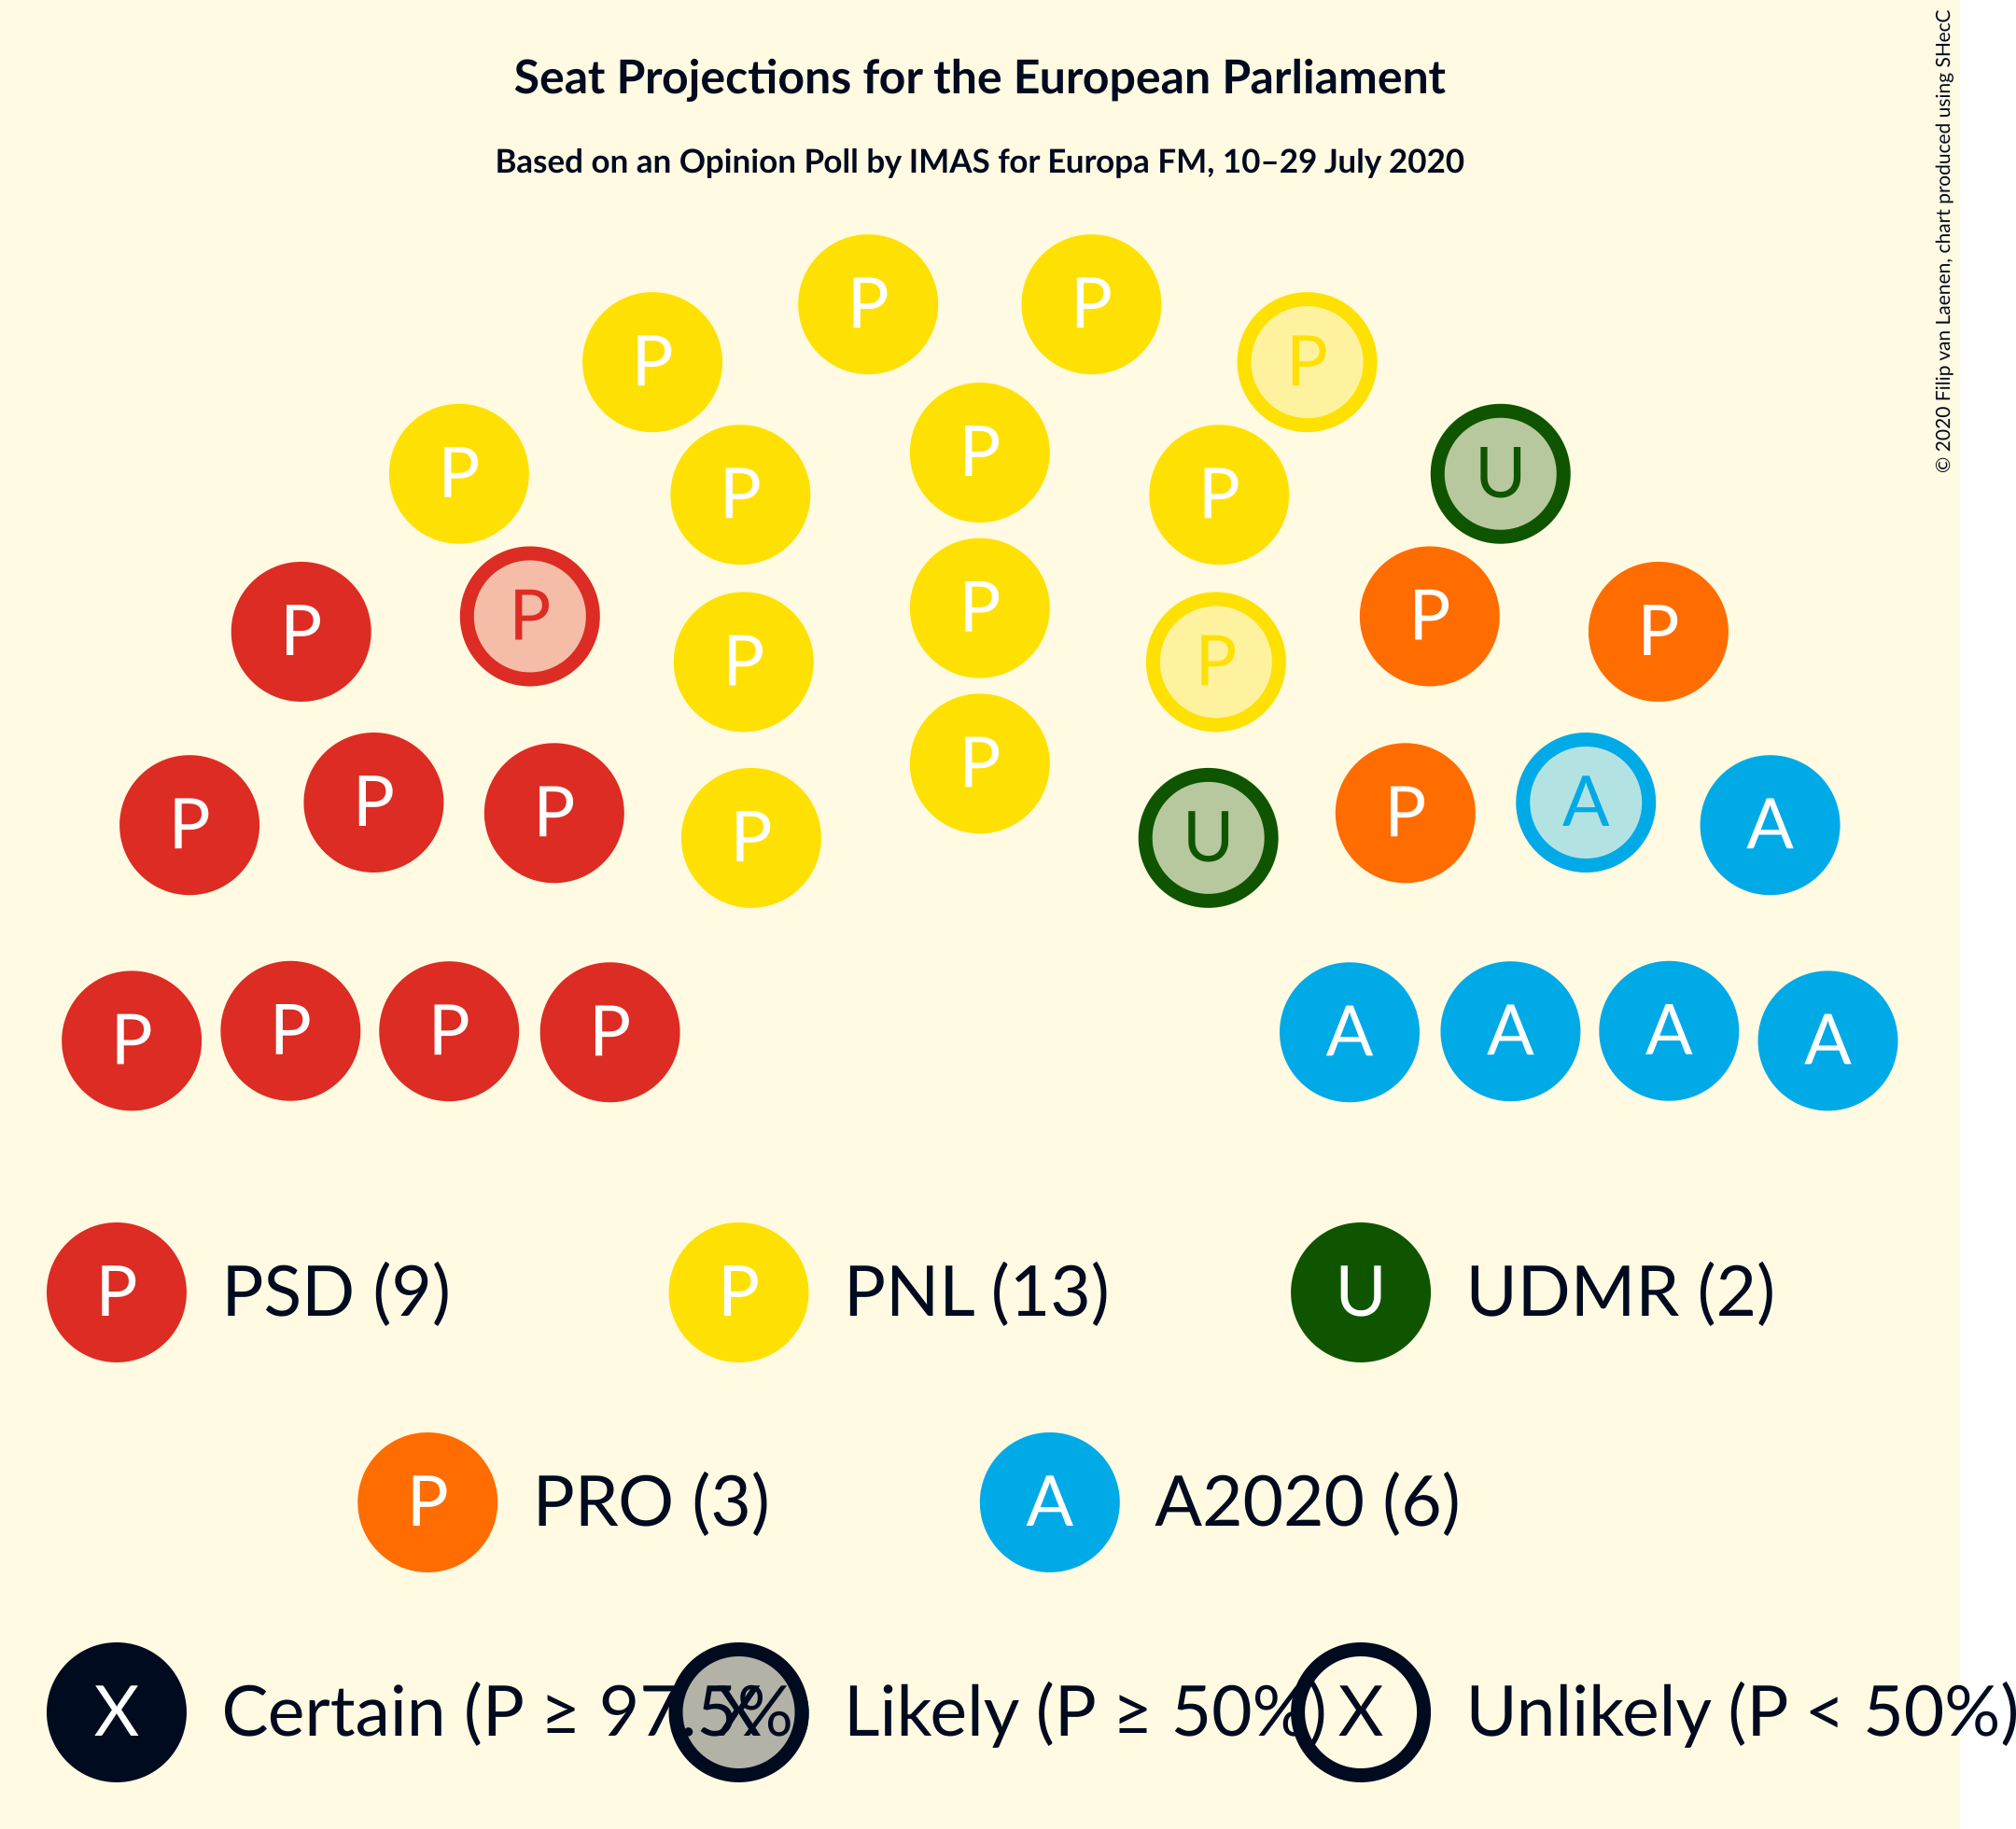 Seat Projections for the European Parliament
Based on an Opinion Poll by IMAS for Europa FM, 10–29 July 2020
© 2020 Filip van Laenen, chart produced using SHecC
P P
P P
P P U
P P
P P P P
P P P
P P
P A A
P P P
P U
P P P P A A A A
P PSD (9) P PNL (13) U UDMR (2)
P PRO (3) A A2020 (6)
X Certain (P ≥ 97.5% X Likely (P ≥ 50%) X Unlikely (P < 50%)